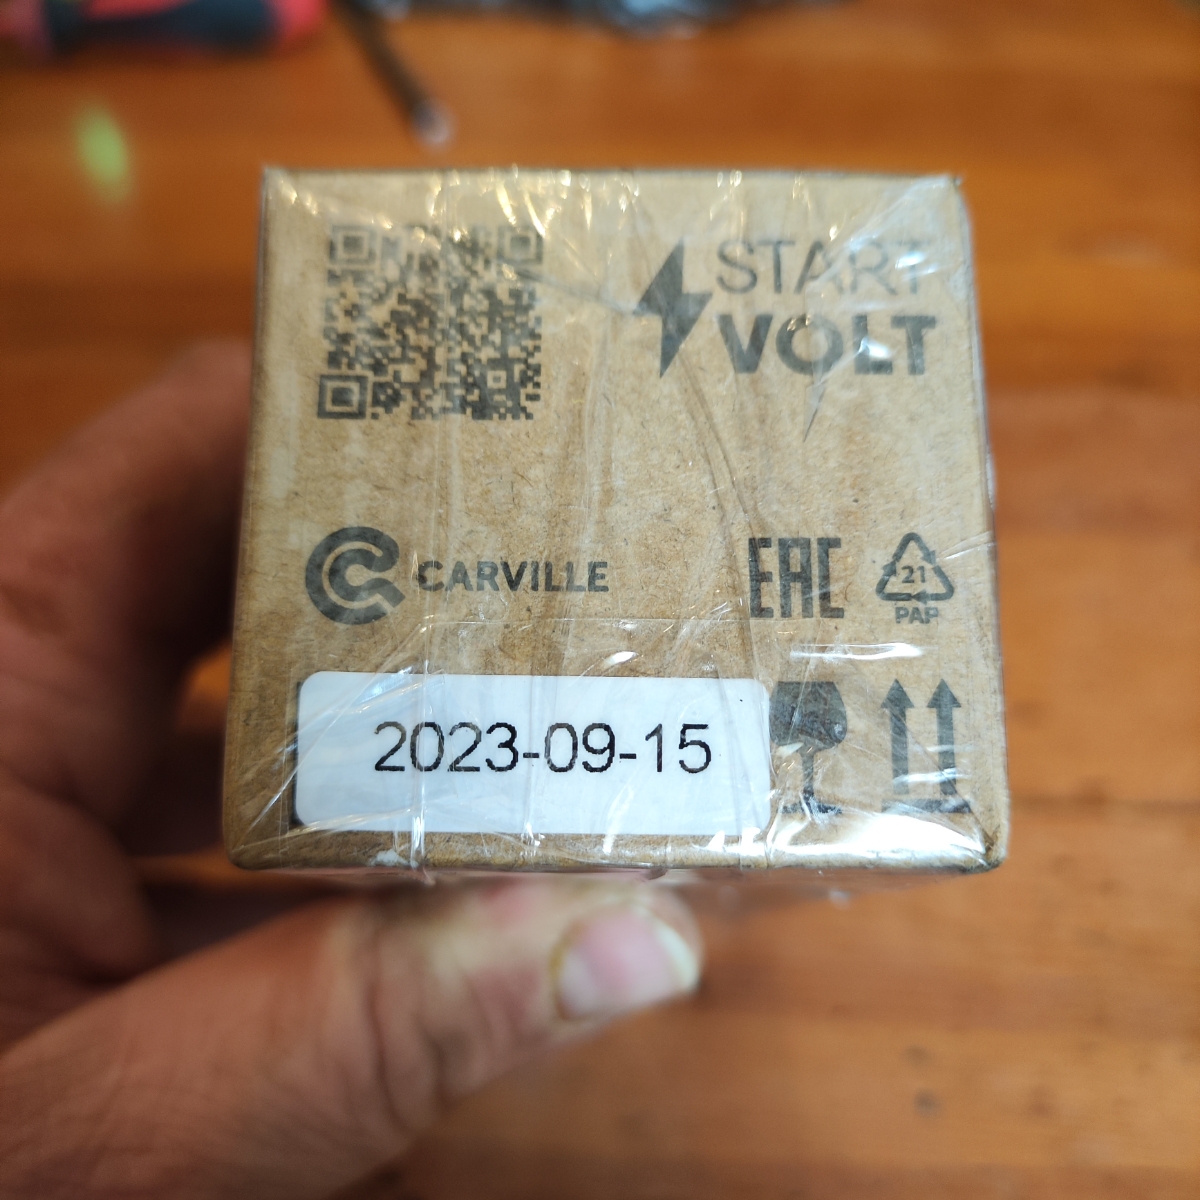 START
VOLT
CARVILLE
EAC
21
PAP
2023-09-15